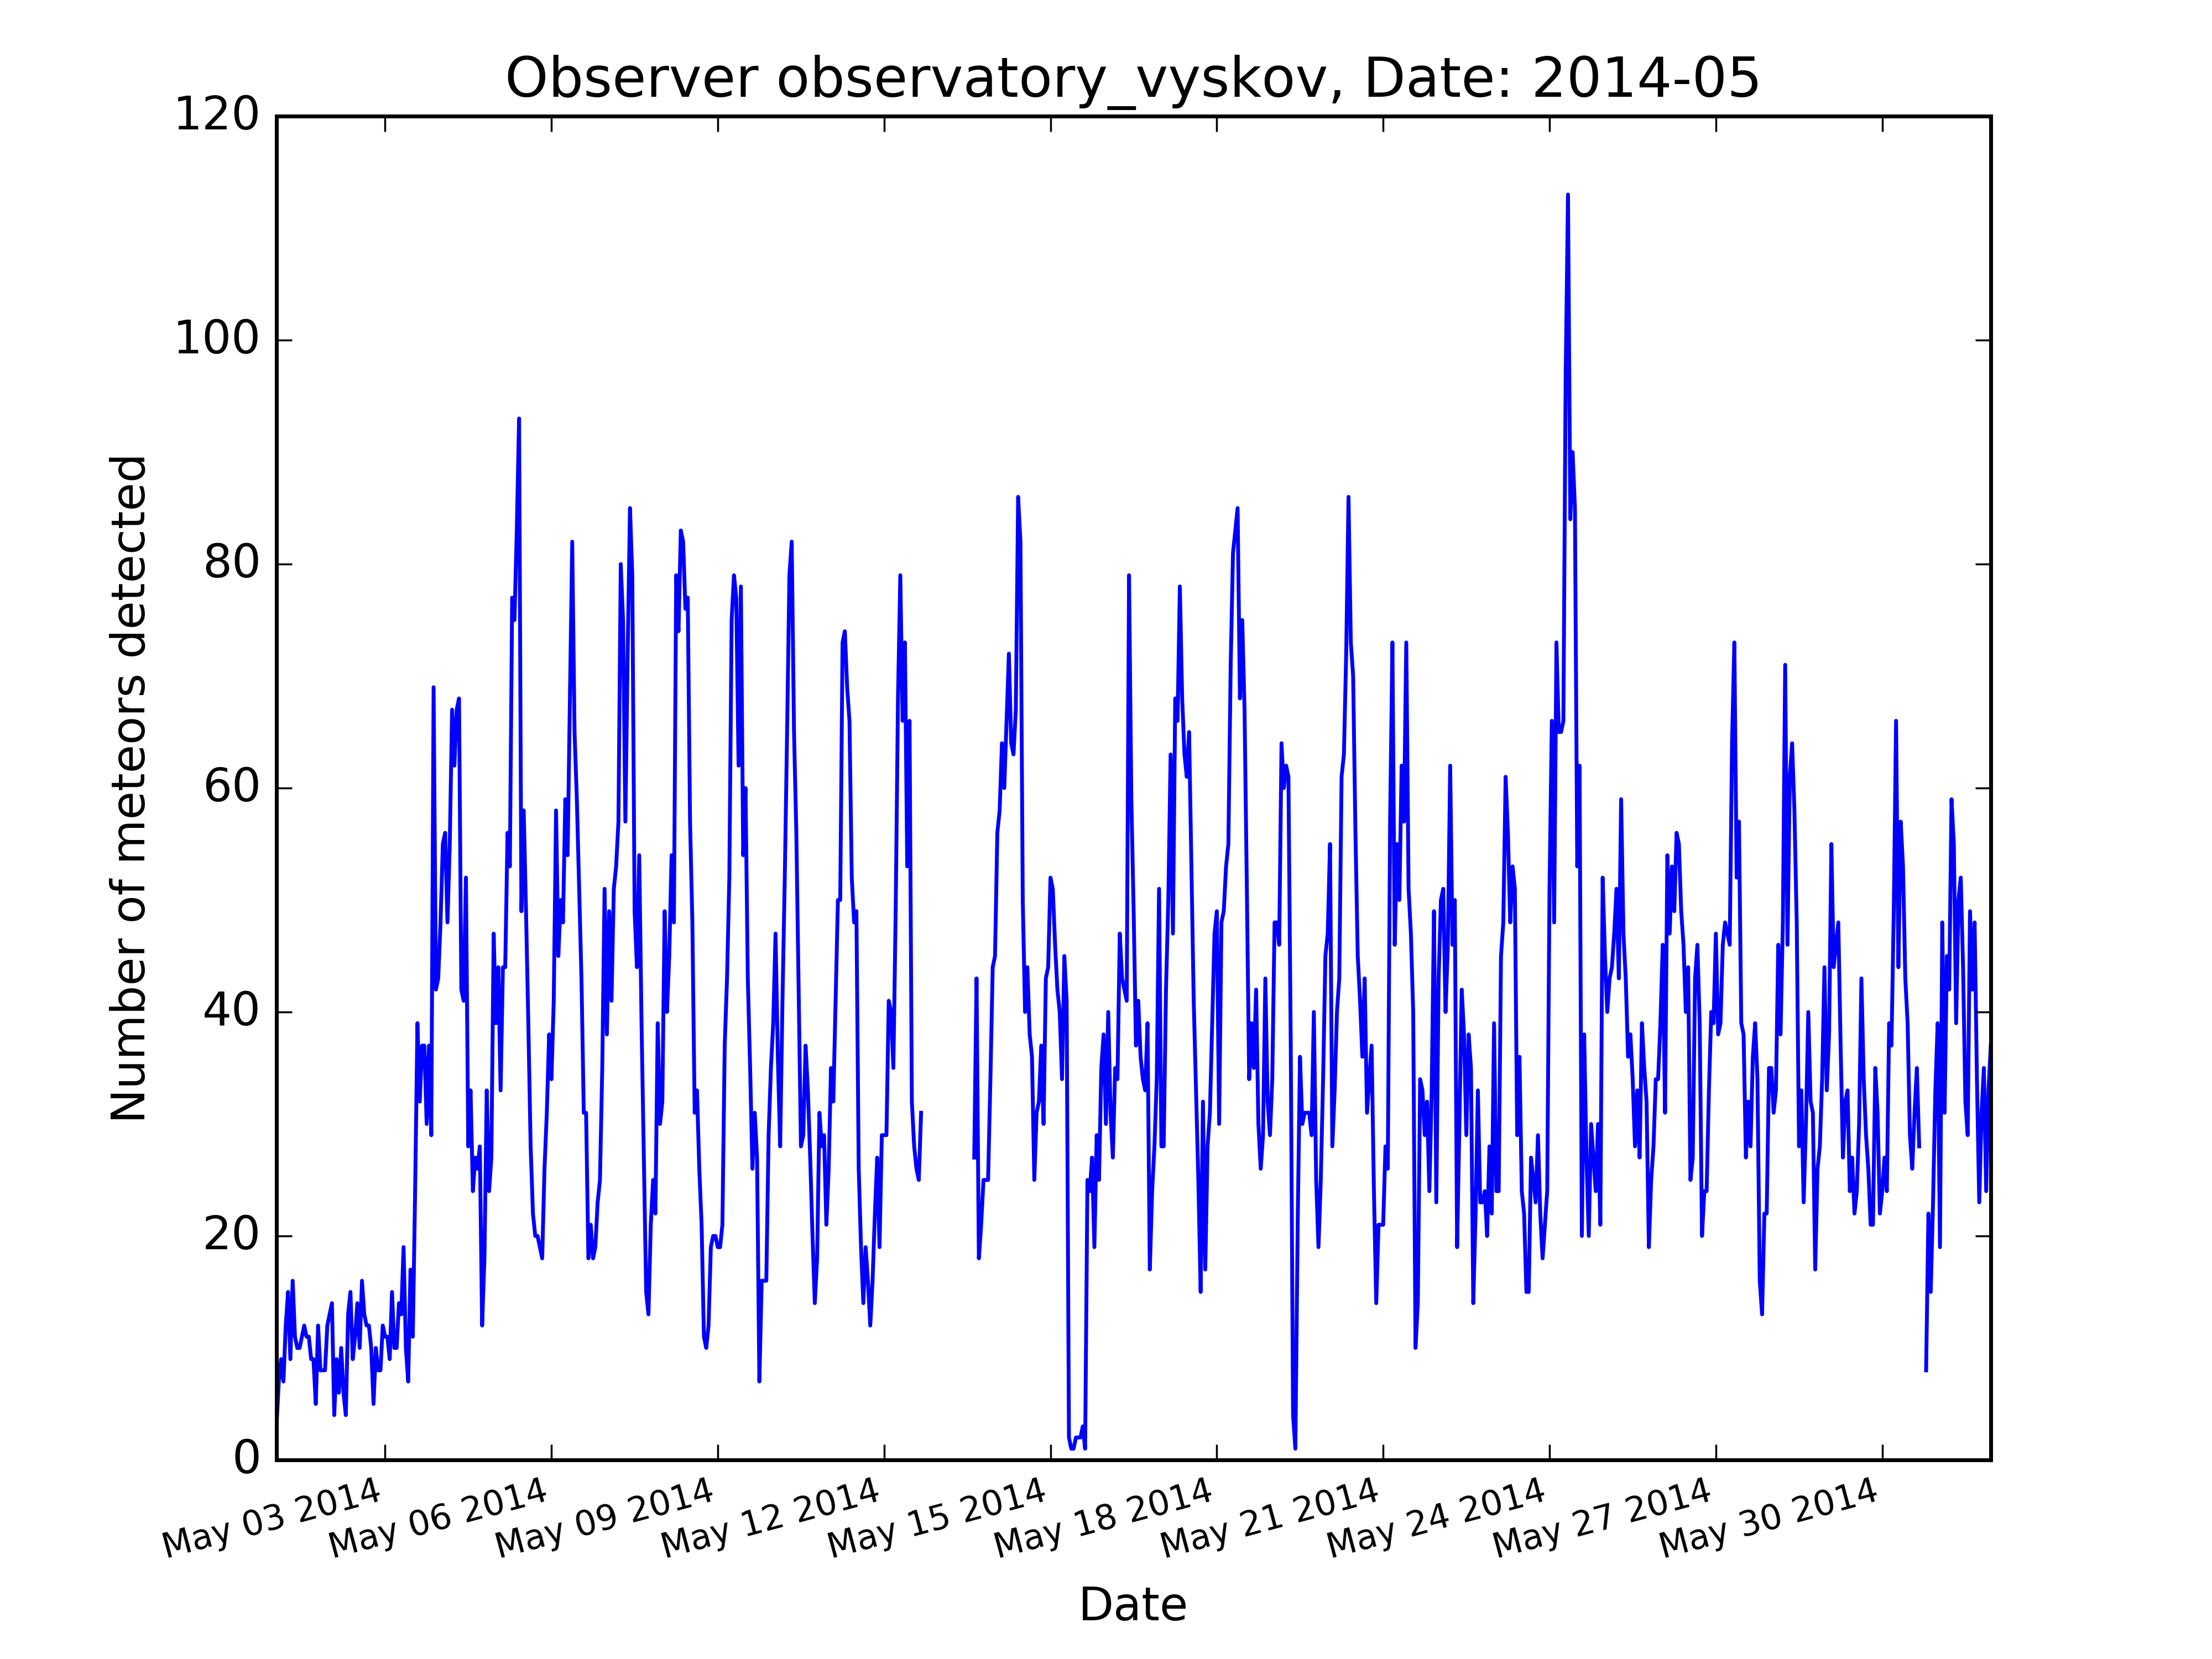 Observer observatory_vyskov, Date: 2014-05
120
100
80
60
40
20
0
Number of meteors detected
May 03 2014
May 06 2014
May 09 2014
May 12 2014
May 15 2014
May 18 2014
May 21 2014
May 24 2014
May 27 2014
May 30 2014
Date